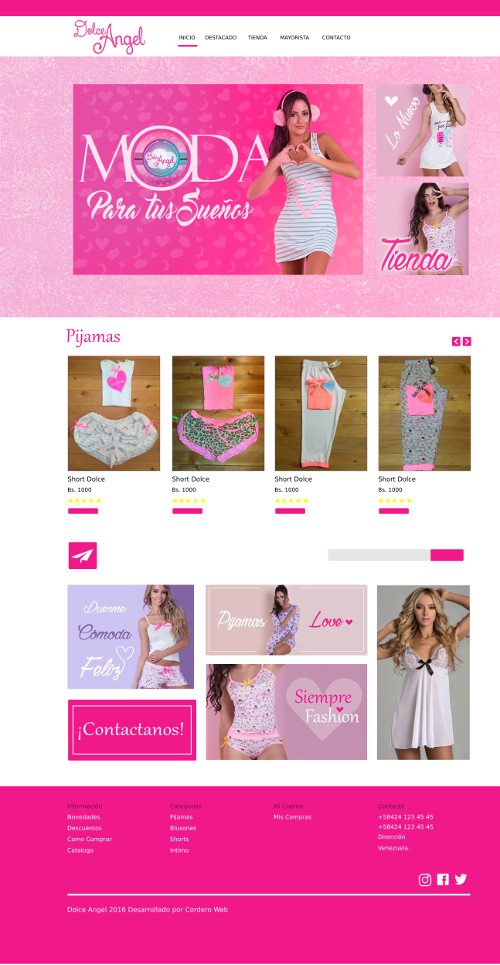 Dolce Angel
INICIO DESTACADO TIENDA MAYORISTA CONTACTO
MODA
Dolce Angel
Para tus Sueños
Lo Nuevo
Tienda
Pijamas
Short Dolce
Bs. 1000
Short Dolce
Bs. 1000
Short Dolce
Bs. 1000
Short Dolce
Bs. 1000
Duerme
Cómoda
Feliz
Pijamas Love
Siempre
Fashion
¡Contactanos!
Información
Novedades
Descuentos
Como Comprar
Catalogo
Categorias
Pijamas
Blusones
Shorts
Intimo
Mi Cuenta
Mis Compras
Contacto
+58424 123 45 45
+58424 123 45 45
Dirección
Venezuela.
Dolce Angel 2016 Desarrollado por Cordero Web